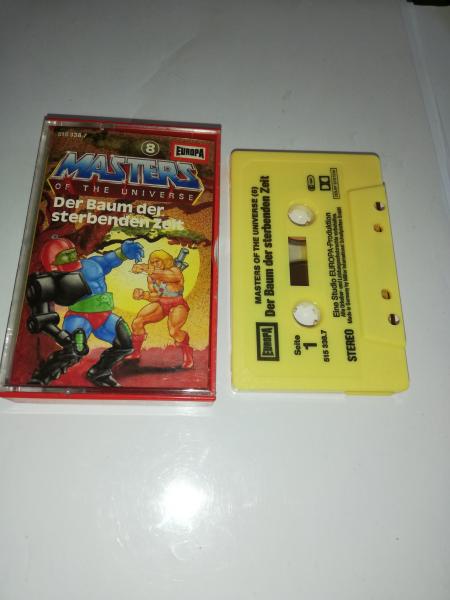 515 338.7
8
EUROPA
MASTERS
OF THE UNIVERSE
Der Baum der
sterbenden Zeit
EUROPA
MASTERS OF THE UNIVERSE (8)
Der Baum der sterbenden Zeit
Seite
1
515 338.7
Eine Studio EUROPA-Produktion
STEREO